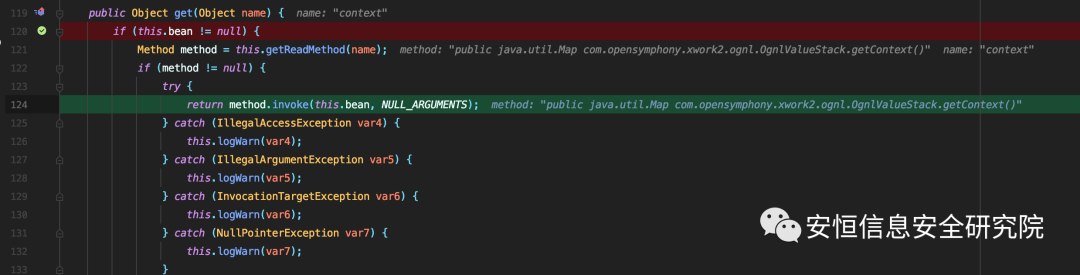 119 public Object get(Object name) { name: "context"
120 if (this.bean != null) {
121 Method method = this.getReadMethod(name); method: "public java.util.Map com.opensymphony.xwork2.ognl.OgnlValueStack.getContext()" name: "context"
122 if (method != null) {
123 try {
124 return method.invoke(this.bean, NULL_ARGUMENTS); method: "public java.util.Map com.opensymphony.xwork2.ognl.OgnlValueStack.getContext()"
125 } catch (IllegalAccessException var4) {
126 this.logWarn(var4);
127 } catch (IllegalArgumentException var5) {
128 this.logWarn(var5);
129 } catch (InvocationTargetException var6) {
130 this.logWarn(var6);
131 } catch (NullPointerException var7) {
132 this.logWarn(var7);
133 }
安恒信息安全研究院